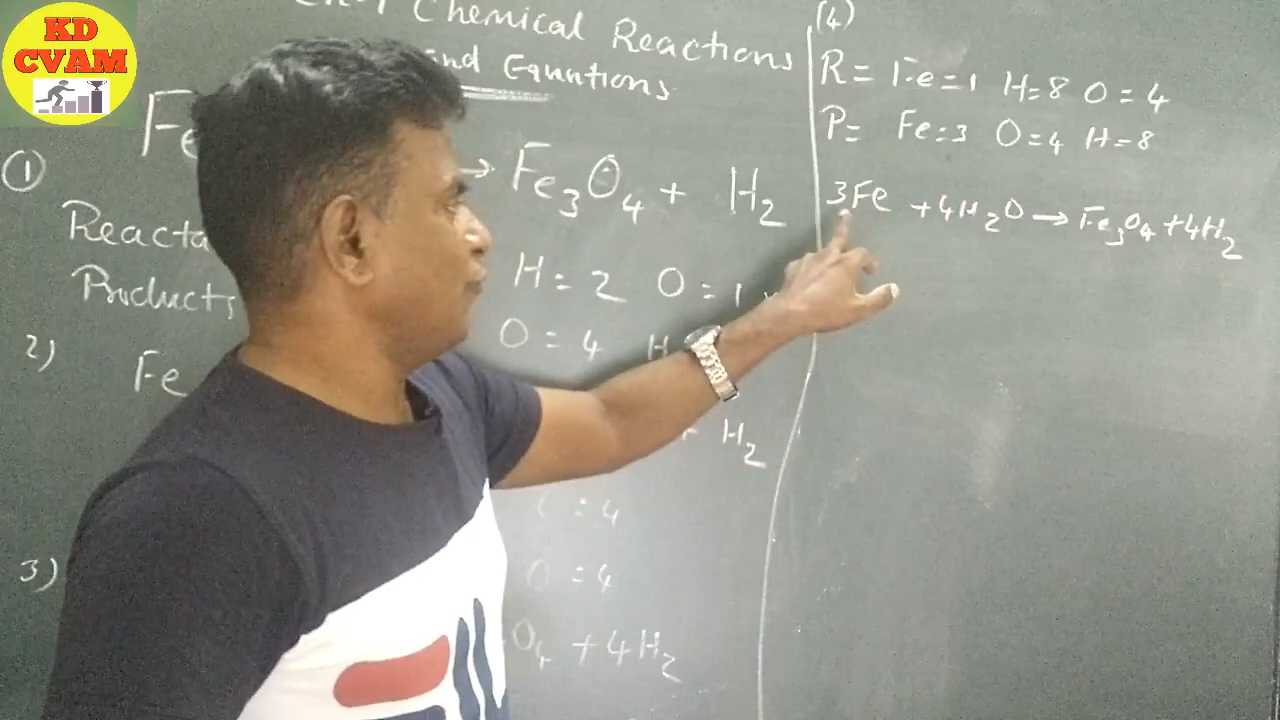 KD
CVAM
Chemical Reactions
and Equations
①
Fe
→ Fe₃O₄ + H₂
H = 2 O = 1
Products
O = 4 H
2)
Fe
+ H₂
= 4
3)
O = 4
O₄ + 4H₂
(4)
R = Fe = 1 H = 8 O = 4
P = Fe = 3 O = 4 H = 8
3Fe + 4H₂O → Fe₃O₄ + 4H₂